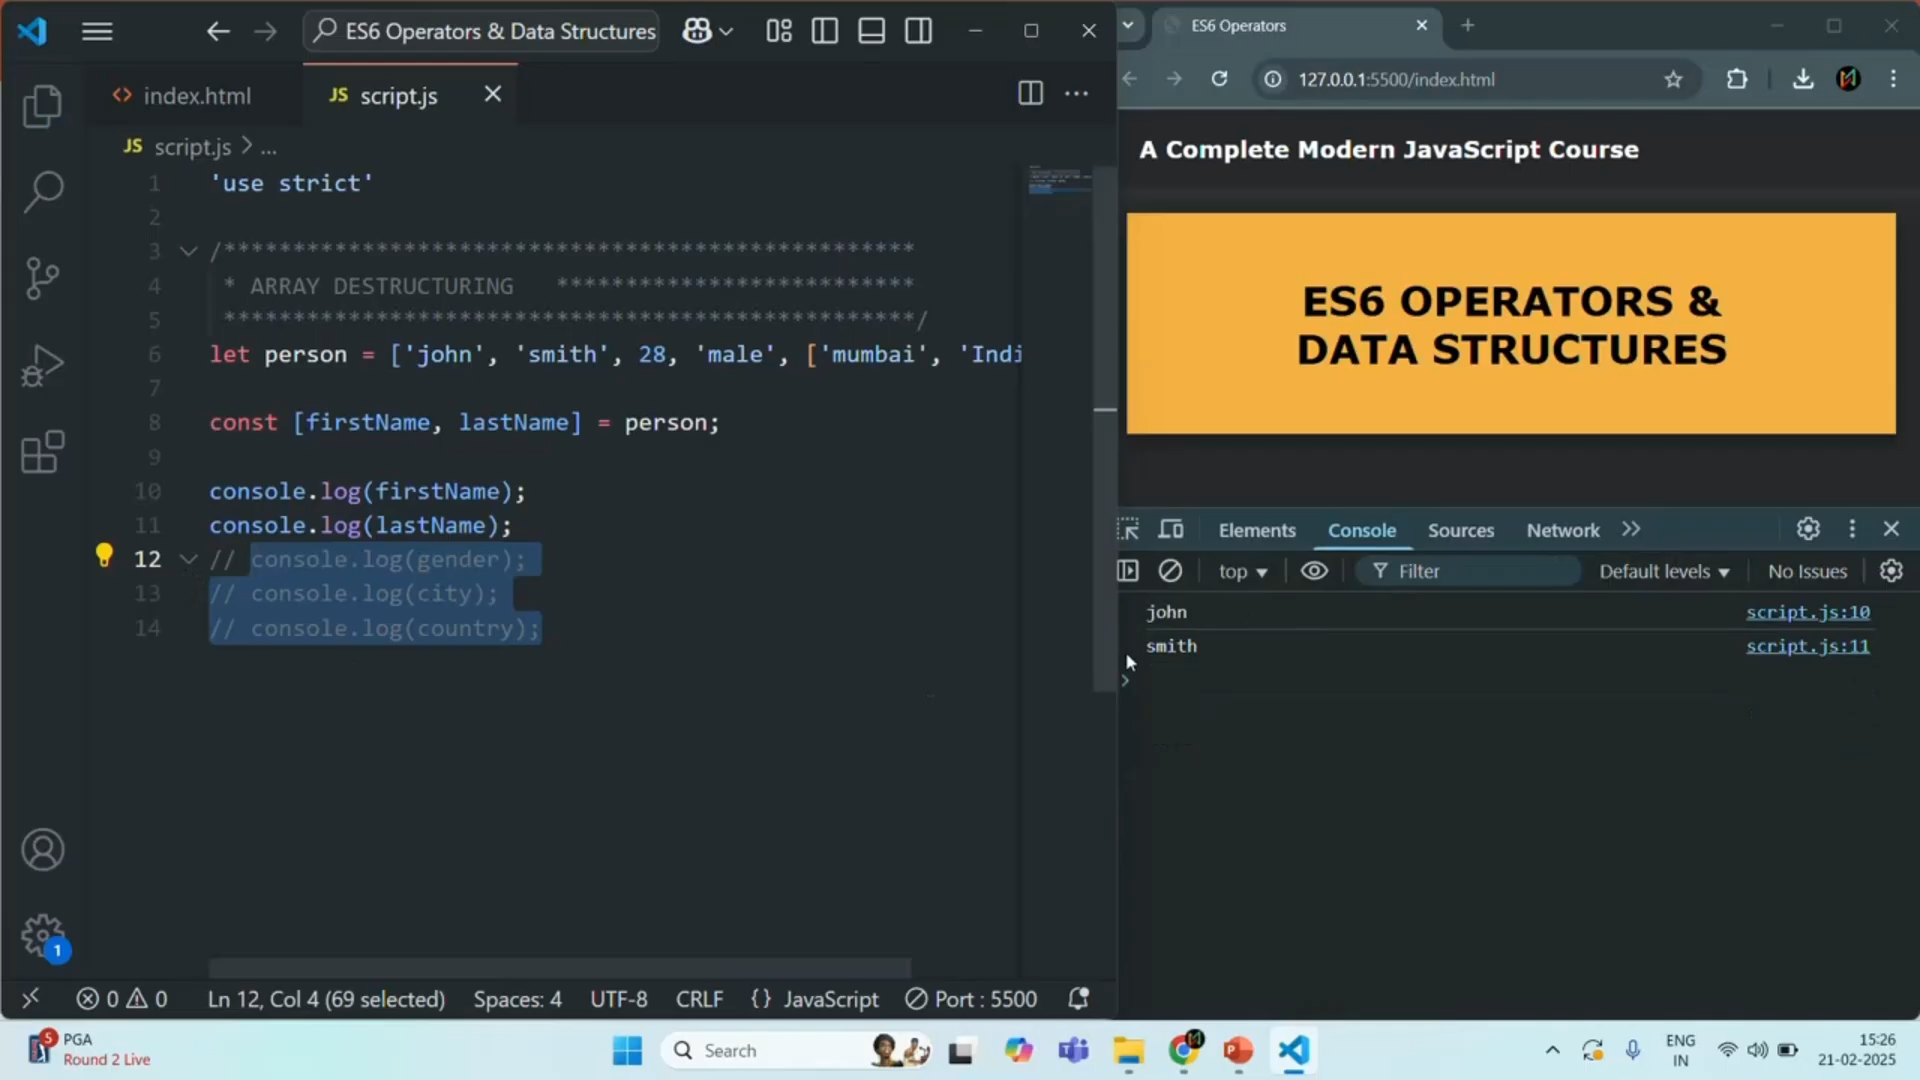 ES6 Operators & Data Structures
index.html
JS script.js
JS script.js > ...
1 'use strict'
2
3 /**************************************************
4 * ARRAY DESTRUCTURING **************************
5 **************************************************/
6 let person = ['john', 'smith', 28, 'male', ['mumbai', 'Indi
7
8 const [firstName, lastName] = person;
9
10 console.log(firstName);
11 console.log(lastName);
12 // console.log(gender);
13 // console.log(city);
14 // console.log(country);
1
0 0 Ln 12, Col 4 (69 selected) Spaces: 4 UTF-8 CRLF {} JavaScript Port : 5500
ES6 Operators
127.0.0.1:5500/index.html
A Complete Modern JavaScript Course
ES6 OPERATORS &
DATA STRUCTURES
Elements Console Sources Network
top Filter Default levels No Issues
john script.js:10
smith script.js:11
5 PGA
Round 2 Live
Search
ENG
IN
15:26
21-02-2025